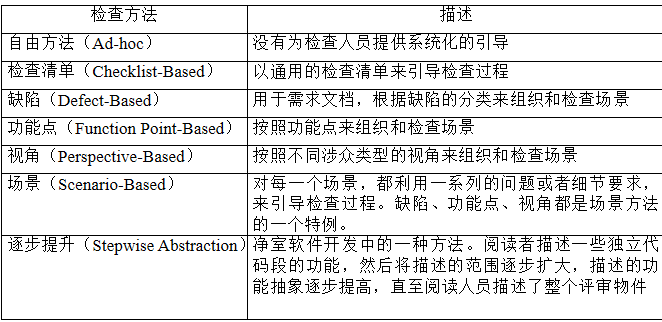 检查方法 描述
自由方法（Ad-hoc） 没有为检查人员提供系统化的引导
检查清单（Checklist-Based） 以通用的检查清单来引导检查过程
缺陷（Defect-Based） 用于需求文档，根据缺陷的分类来组织和检查场景
功能点（Function Point-Based） 按照功能点来组织和检查场景
视角（Perspective-Based） 按照不同涉众类型的视角来组织和检查场景
场景（Scenario-Based） 对每一个场景，都利用一系列的问题或者细节要求，
来引导检查过程。缺陷、功能点、视角都是场景方法
的一个特例。
逐步提升（Stepwise Abstraction） 净室软件开发中的一种方法。阅读者描述一些独立代
码段的功能，然后将描述的范围逐步扩大，描述的功
能抽象逐步提高，直至阅读人员描述了整个评审物件